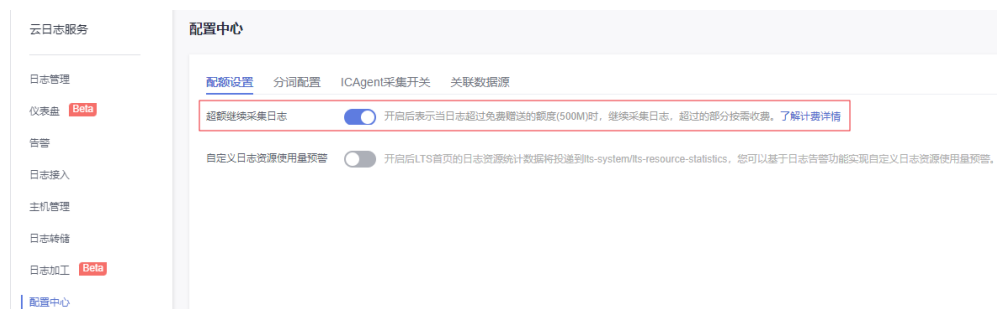 云日志服务
配置中心
日志管理
仪表盘 Beta
告警
日志接入
主机管理
日志转储
日志加工 Beta
配置中心
配额设置 分词配置 ICAgent采集开关 关联数据源
超额继续采集日志 开启后表示当日志超过免费赠送的额度(500M)时，继续采集日志，超过的部分按需收费。了解计费详情
自定义日志资源使用量预警 开启后LTS首页的日志资源统计数据将投递到lts-system/lts-resource-statistics，您可以基于日志告警功能实现自定义日志资源使用量预警。